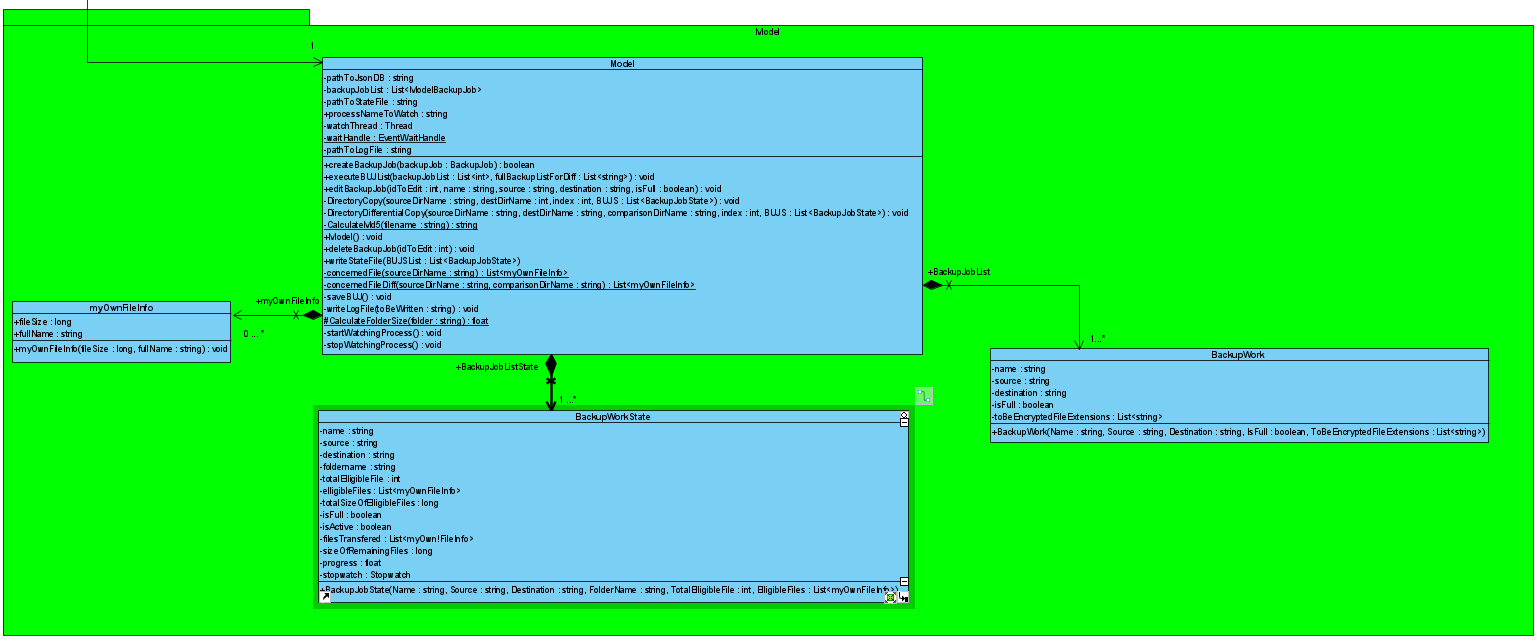 Model
1
Model
-pathToJsonDB : string
-backupJobList : List<ModelBackupJob>
-pathToStateFile : string
+processNameToWatch : string
-watchThread : Thread
-waitHandle : EventWaitHandle
-pathToLogFile : string
+createBackupJob(backupJob : BackupJob) : boolean
+executeBUJList(backupJobList : List<int>, fullBackupListForDiff : List<string>) : void
+editBackupJob(idToEdit : int, name : string, source : string, destination : string, isFull : boolean) : void
-DirectoryCopy(sourceDirName : string, destDirName : int, index : int, BUJS : List<BackupJobState>) : void
-DirectoryDifferentialCopy(sourceDirName : string, destDirName : string, comparisonDirName : string, index : int, BUJS : List<BackupJobState>) : void
-CalculateMd5(filename : string) : string
+Model() : void
+deleteBackupJob(idToEdit : int) : void
+writeStateFile(BUJSList : List<BackupJobState>)
-concernedFile(sourceDirName : string) : List<myOwnFileInfo>
-concernedFileDiff(sourceDirName : string, comparisonDirName : string) : List<myOwnFileInfo>
-saveBUJ() : void
-writeLogFile(toBeWritten : string) : void
#CalculateFolderSize(folder : string) : float
-startWatchingProcess() : void
-stopWatchingProcess() : void
+myOwnFileInfo
0 ...*
myOwnFileInfo
+fileSize : long
+fullName : string
+myOwnFileInfo(fileSize : long, fullName : string) : void
+BackupJobList
1...*
BackupWork
-name : string
-source : string
-destination : string
-isFull : boolean
-toBeEncryptedFileExtensions : List<string>
+BackupWork(Name : string, Source : string, Destination : string, IsFull : boolean, ToBeEncryptedFileExtensions : List<string>)
+BackupJobListState
1 ...*
BackupWorkState
-name : string
-source : string
-destination : string
-foldername : string
-totalElligibleFile : int
-elligibleFiles : List<myOwnFileInfo>
-totalSizeOfElligibleFiles : long
-isFull : boolean
-isActive : boolean
-filesTransfered : List<myOwn!FileInfo>
-sizeOfRemainingFiles : long
-progress : float
-stopwatch : Stopwatch
+BackupJobState(Name : string, Source : string, Destination : string, FolderName : string, TotalElligibleFile : int, ElligibleFiles : List<myOwnFileInfo>)